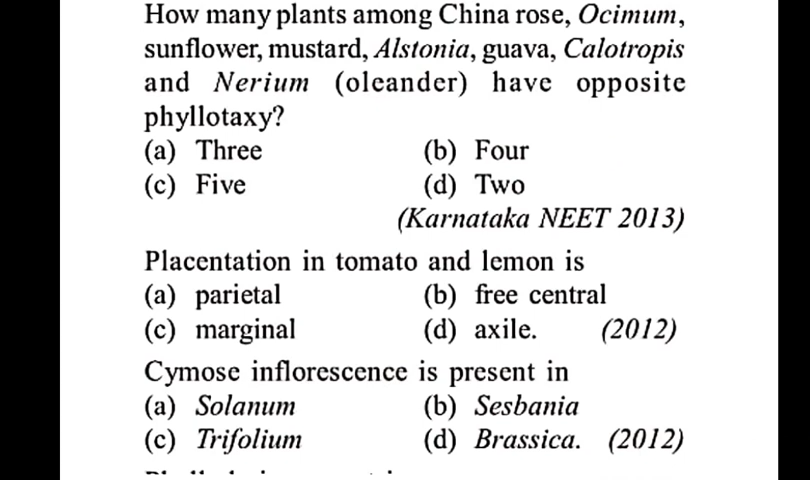 How many plants among China rose, Ocimum,
sunflower, mustard, Alstonia, guava, Calotropis
and Nerium (oleander) have opposite
phyllotaxy?
(a) Three (b) Four
(c) Five (d) Two
(Karnataka NEET 2013)
Placentation in tomato and lemon is
(a) parietal (b) free central
(c) marginal (d) axile. (2012)
Cymose inflorescence is present in
(a) Solanum (b) Sesbania
(c) Trifolium (d) Brassica. (2012)